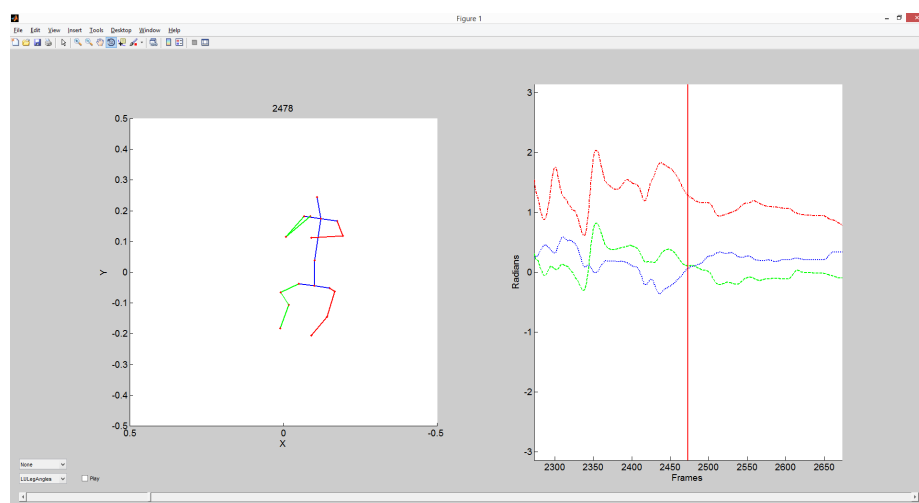 Figure 1
File Edit View Insert Tools Desktop Window Help
2478
0.5
0.4
0.3
0.2
0.1
0
-0.1
-0.2
-0.3
-0.4
-0.5
Y
0.5 0 -0.5
X
3
2
1
0
-1
-2
-3
Radians
2300 2350 2400 2450 2500 2550 2600 2650
Frames
None
LULegAngles
Play